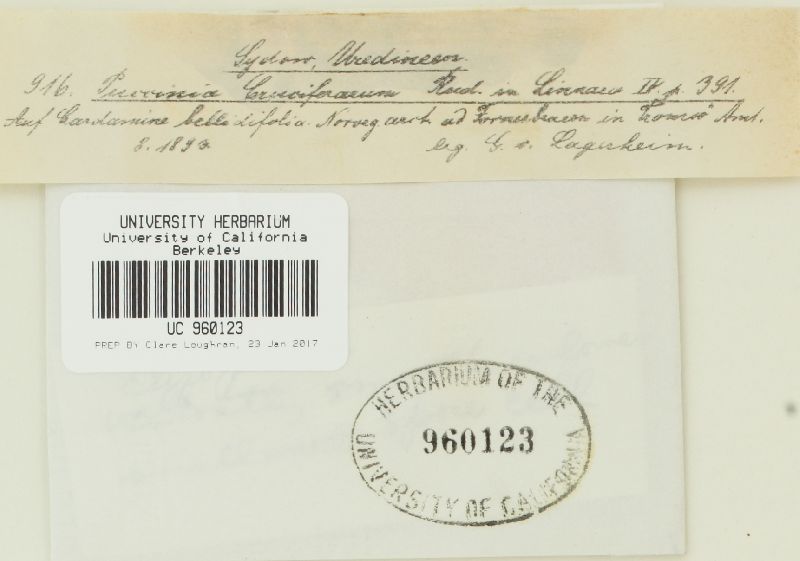 Sydow, Uredineen.
916. Puccinia Cruciferarum Rud. in Linnaea IV. p. 391.
Auf Cardamine bellidifolia. Norveg. arct. ad in Tromsö Amt.
8. 1893 leg. G. v. Lagerheim.
UNIVERSITY HERBARIUM
University of California
Berkeley
UC 960123
PREP By Clare Loughran, 23 Jan 2017
HERBARIUM OF THE
960123
UNIVERSITY OF CALIFORNIA